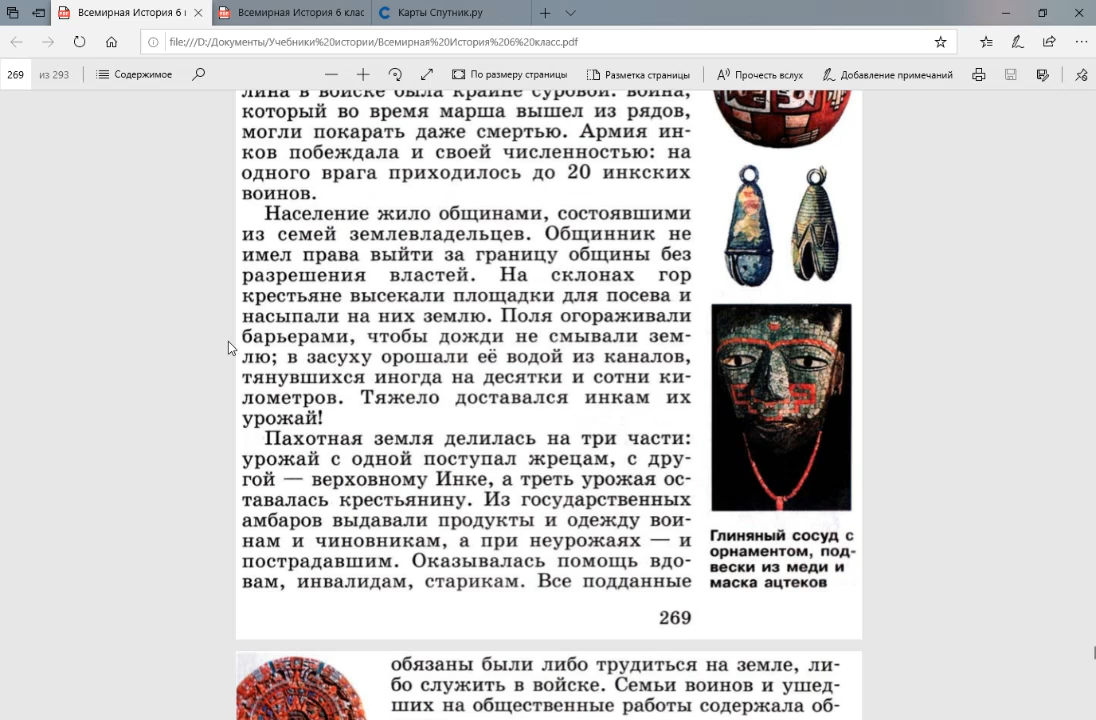 Всемирная История 6 к
Всемирная История 6 клас
Карты Спутник.ру
file:///D:/Документы/Учебники%20истории/Всемирная%20История%206%20класс.pdf
269 из 293
Содержимое
По размеру страницы
Разметка страницы
Прочесть вслух
Добавление примечаний
лина в войске была крайне суровой: воина,
который во время марша вышел из рядов,
могли покарать даже смертью. Армия ин-
ков побеждала и своей численностью: на
одного врага приходилось до 20 инкских
воинов.
Население жило общинами, состоявшими
из семей землевладельцев. Общинник не
имел права выйти за границу общины без
разрешения властей. На склонах гор
крестьяне высекали площадки для посева и
насыпали на них землю. Поля огораживали
барьерами, чтобы дожди не смывали зем-
лю; в засуху орошали её водой из каналов,
тянувшихся иногда на десятки и сотни ки-
лометров. Тяжело доставался инкам их
урожай!
Пахотная земля делилась на три части:
урожай с одной поступал жрецам, с дру-
гой — верховному Инке, а треть урожая ос-
тавалась крестьянину. Из государственных
амбаров выдавали продукты и одежду вои-
нам и чиновникам, а при неурожаях — и
пострадавшим. Оказывалась помощь вдо-
вам, инвалидам, старикам. Все подданные
Глиняный сосуд с
орнаментом, под-
вески из меди и
маска ацтеков
269
обязаны были либо трудиться на земле, ли-
бо служить в войске. Семьи воинов и ушед-
ших на общественные работы содержала об-